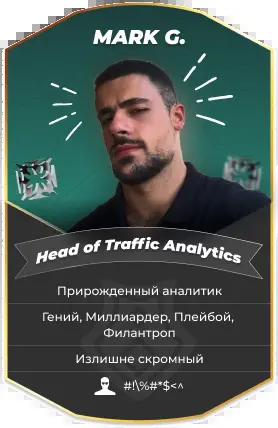 MARK G.
Head of Traffic Analytics
Прирожденный аналитик
Гений, Миллиардер, Плейбой,
Филантроп
Излишне скромный
#!\%#*$<^